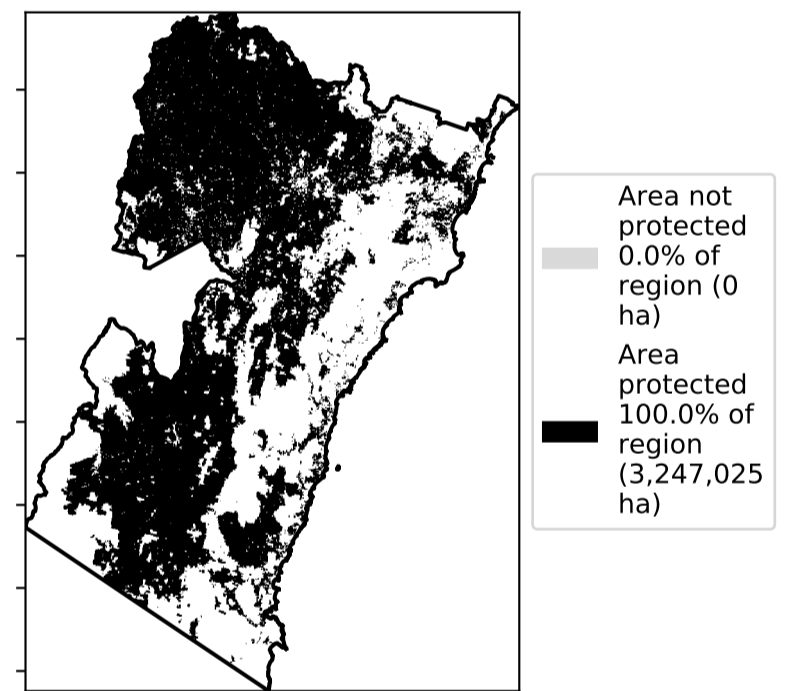 Area not
protected
0.0% of
region (0
ha)
Area
protected
100.0% of
region
(3,247,025
ha)